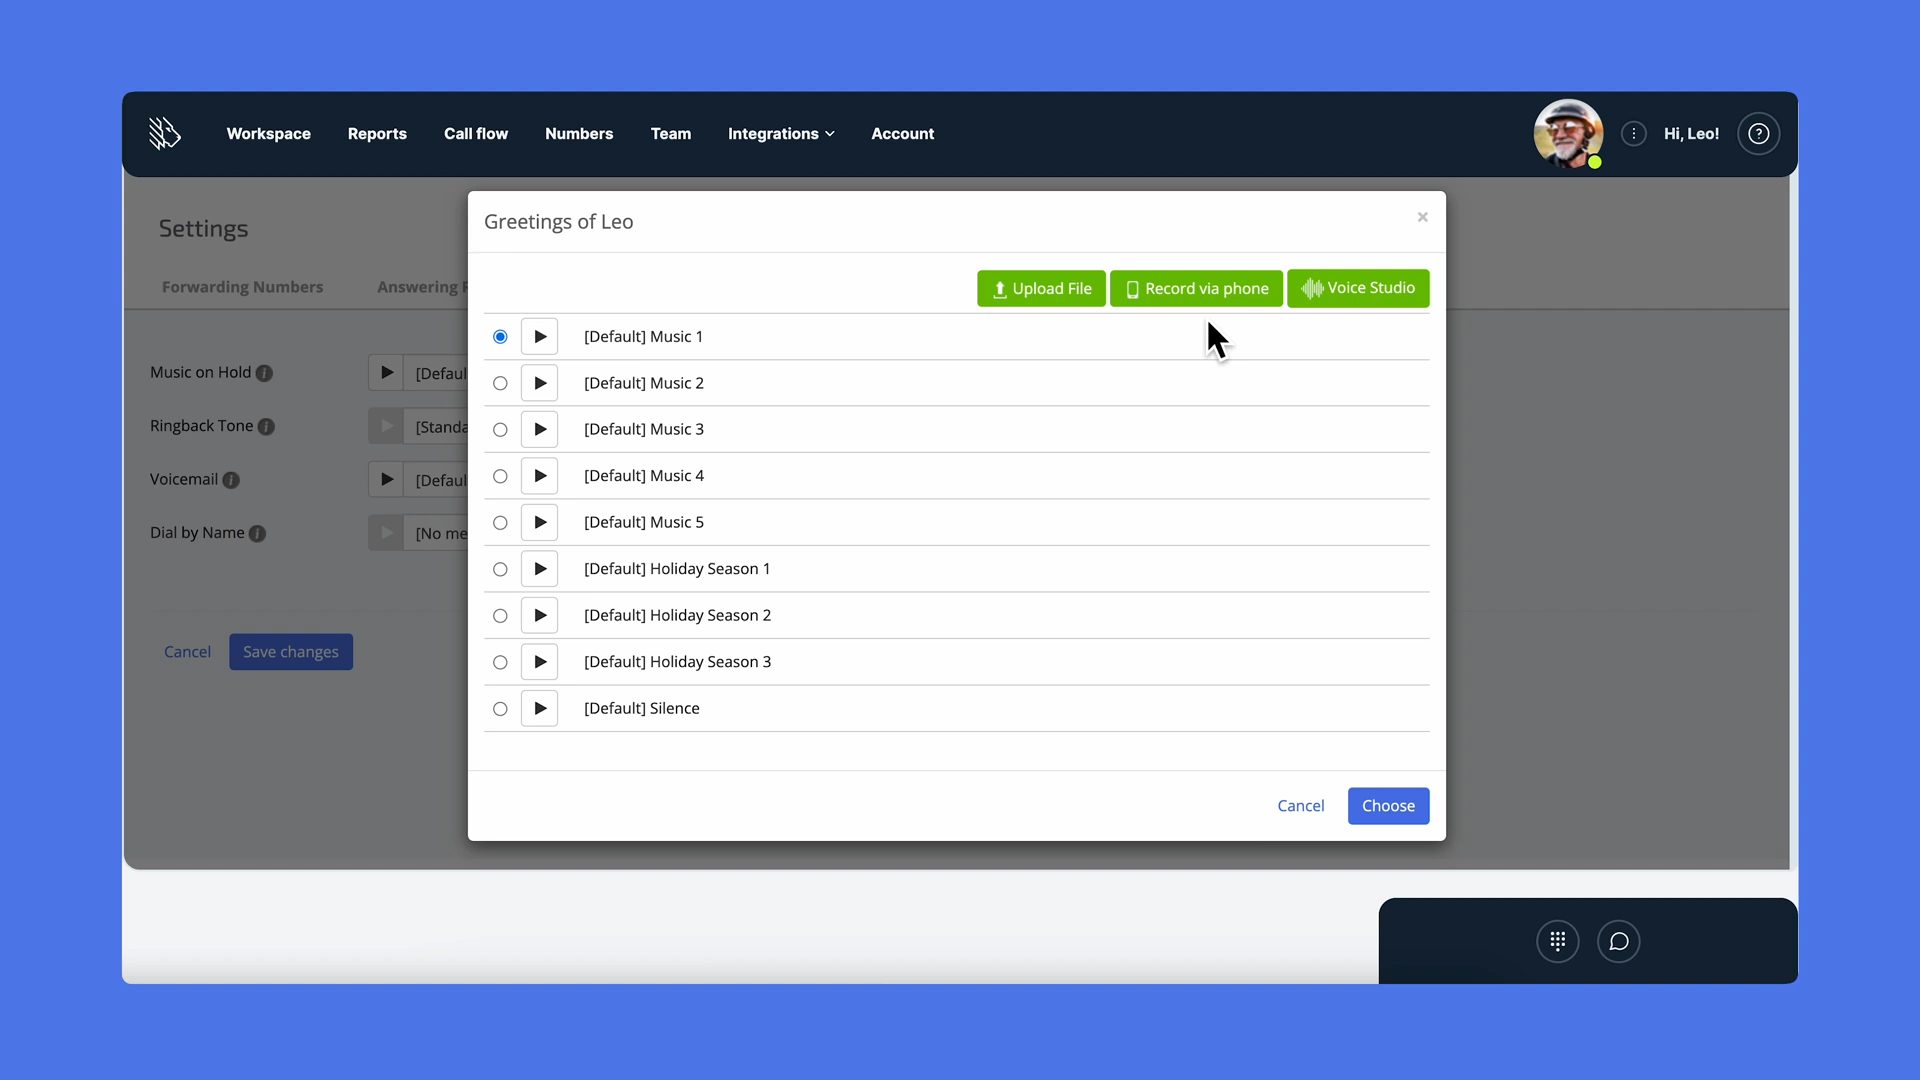 Workspace Reports Call flow Numbers Team Integrations Account Hi, Leo! ?
Settings
Greetings of Leo ×
Forwarding Numbers Answering
Upload File Record via phone Voice Studio
Music on Hold i [Defaul
Ringback Tone i [Standa
Voicemail i [Defaul
Dial by Name i [No me
Cancel Save changes
[Default] Music 1
[Default] Music 2
[Default] Music 3
[Default] Music 4
[Default] Music 5
[Default] Holiday Season 1
[Default] Holiday Season 2
[Default] Holiday Season 3
[Default] Silence
Cancel Choose